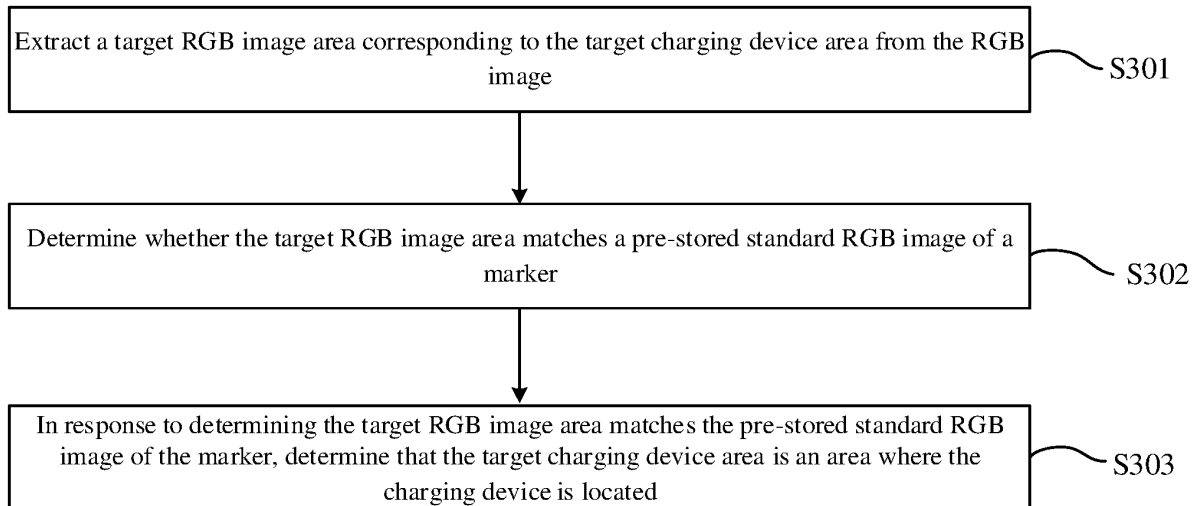 Extract a target RGB image area corresponding to the target charging device area from the RGB
image
S301
Determine whether the target RGB image area matches a pre-stored standard RGB image of a
marker
S302
In response to determining the target RGB image area matches the pre-stored standard RGB
image of the marker, determine that the target charging device area is an area where the
charging device is located
S303